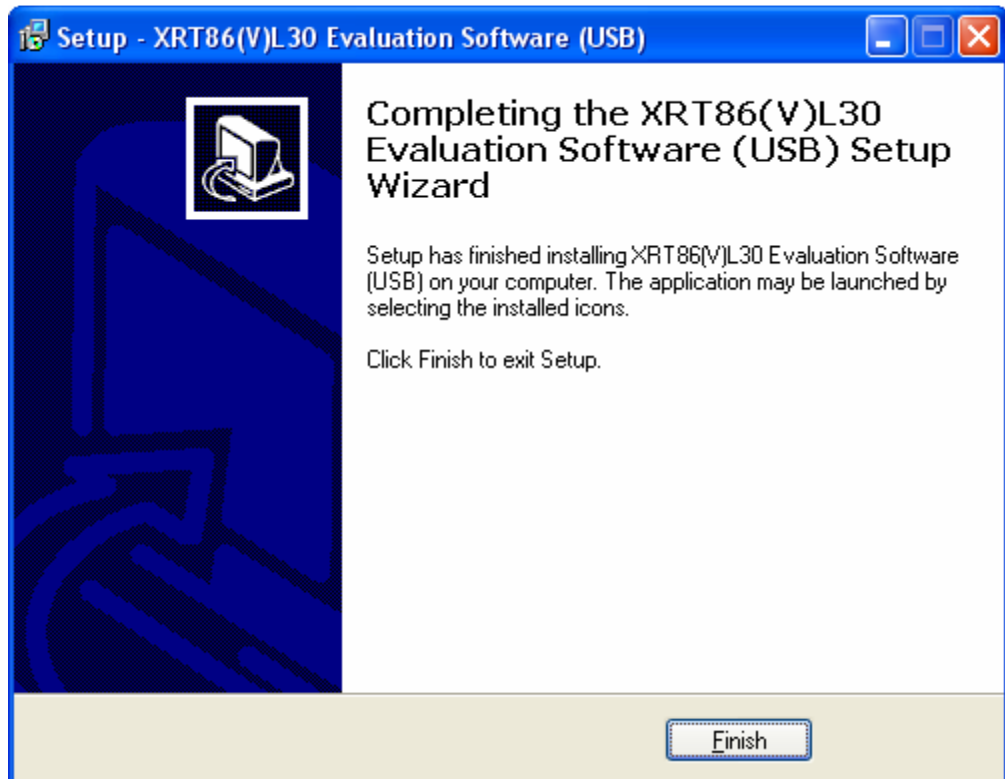 Setup - XRT86(V)L30 Evaluation Software (USB)
Completing the XRT86(V)L30
Evaluation Software (USB) Setup
Wizard
Setup has finished installing XRT86(V)L30 Evaluation Software
(USB) on your computer. The application may be launched by
selecting the installed icons.
Click Finish to exit Setup.
Finish